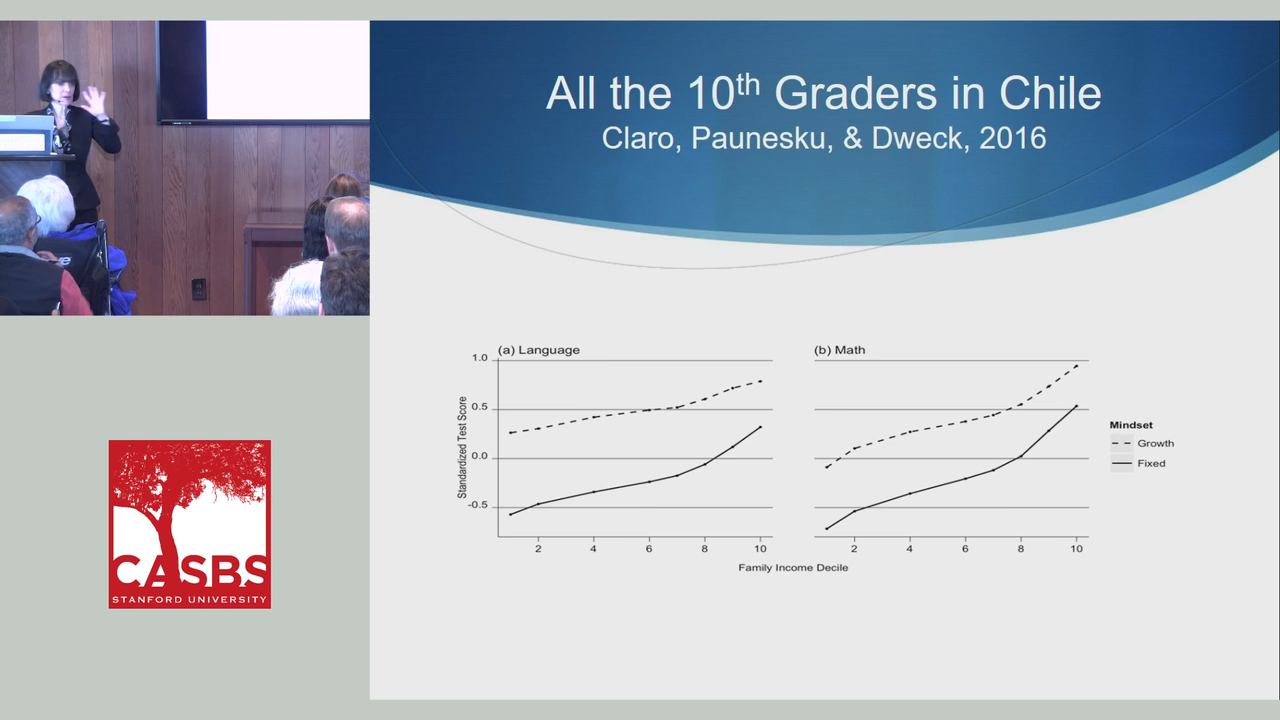 All the 10th Graders in Chile
Claro, Paunesku, & Dweck, 2016
(a) Language
(b) Math
Standardized Test Score
1.0
0.5
0.0
-0.5
2 4 6 8 10
2 4 6 8 10
Family Income Decile
Mindset
Growth
Fixed
CASBS
STANFORD UNIVERSITY